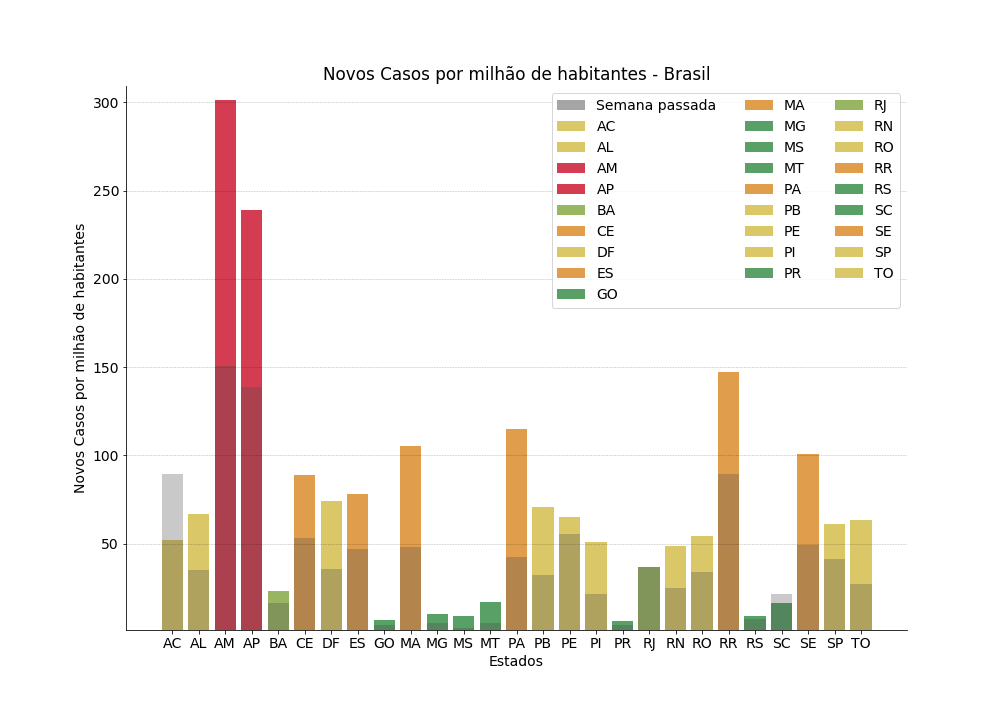 Novos Casos por milhão de habitantes - Brasil
Novos Casos por milhão de habitantes
300
250
200
150
100
50
Semana passada
AC
AL
AM
AP
BA
CE
DF
ES
GO
MA
MG
MS
MT
PA
PB
PE
PI
PR
RJ
RN
RO
RR
RS
SC
SE
SP
TO
AC AL AM AP BA CE DF ES GO MA MG MS MT PA PB PE PI PR RJ RN RO RR RS SC SE SP TO
Estados